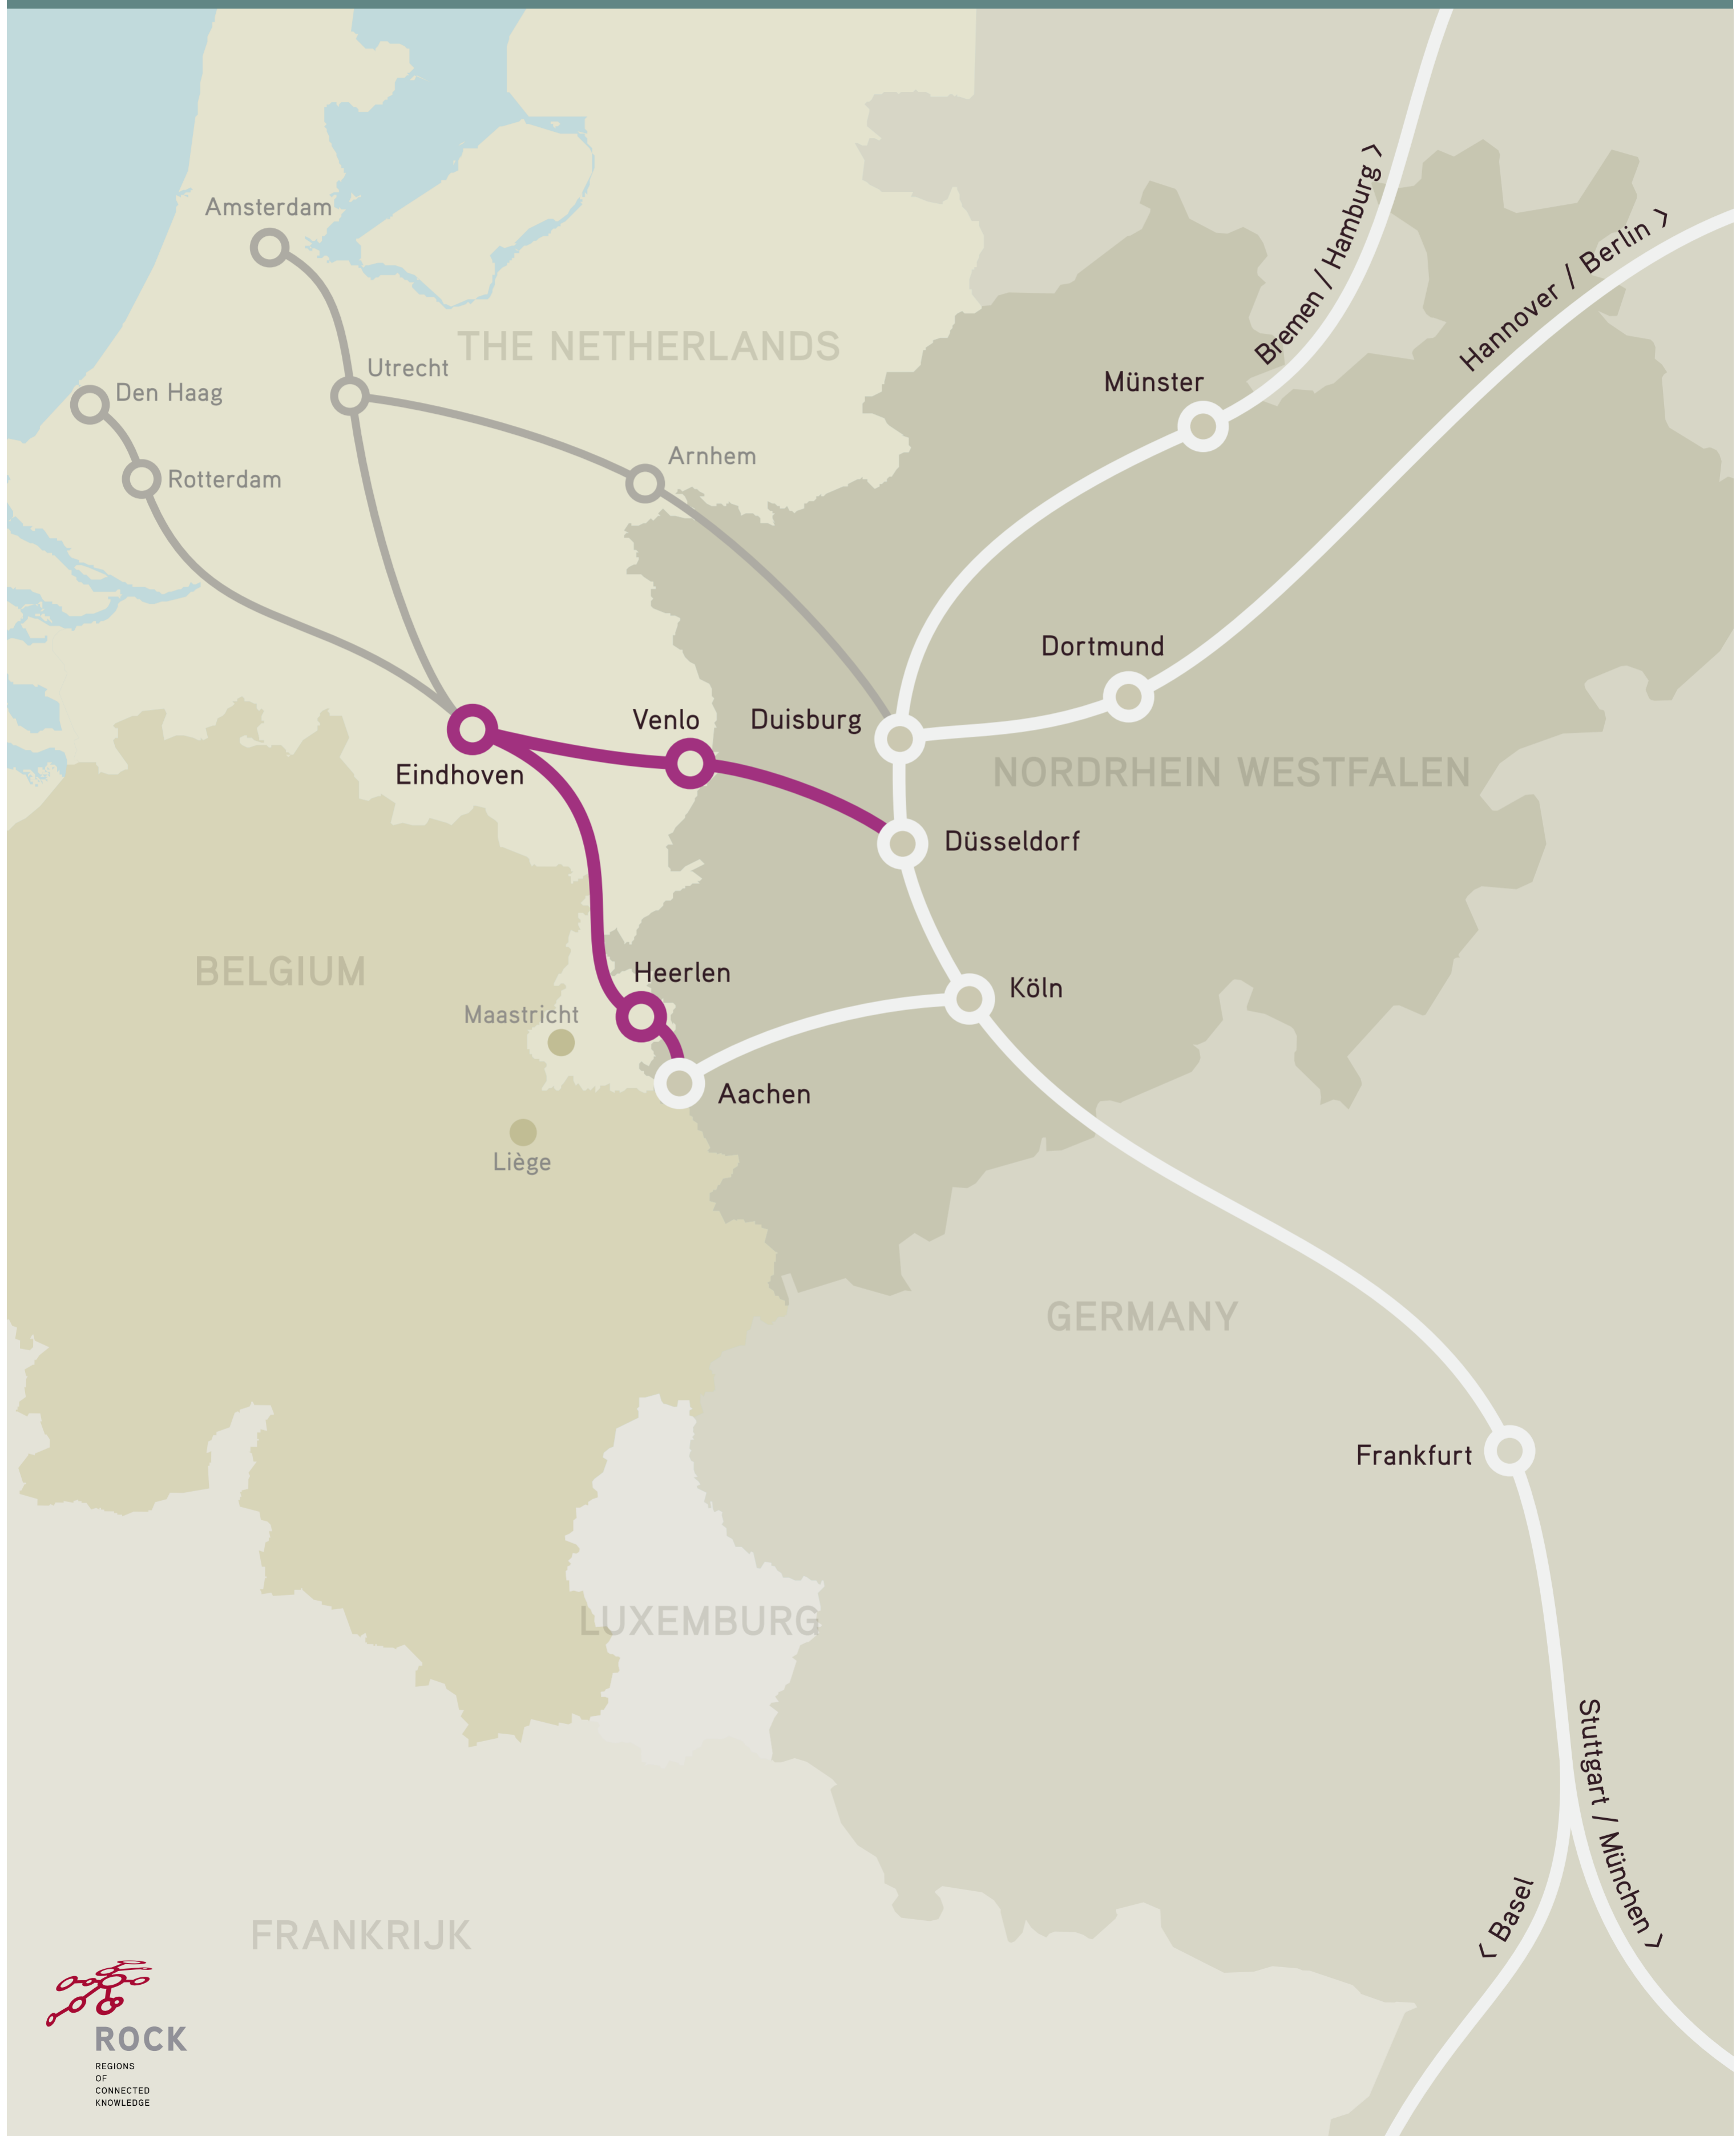 Amsterdam
THE NETHERLANDS
Utrecht
Den Haag
Rotterdam
Arnhem
Bremen / Hamburg >
Hannover / Berlin >
Münster
Dortmund
Venlo
Duisburg
Eindhoven
NORDRHEIN WESTFALEN
Düsseldorf
BELGIUM
Heerlen
Köln
Maastricht
Aachen
Liège
GERMANY
Frankfurt
LUXEMBURG
Stuttgart / München >
< Basel
FRANKRIJK
ROCK
REGIONS
OF
CONNECTED
KNOWLEDGE